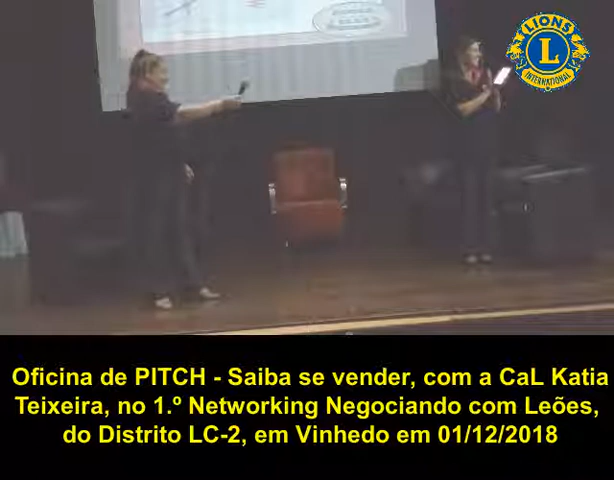 LIONS
L
INTERNATIONAL
Oficina de PITCH - Saiba se vender, com a CaL Katia
Teixeira, no 1.º Networking Negociando com Leões,
do Distrito LC-2, em Vinhedo em 01/12/2018